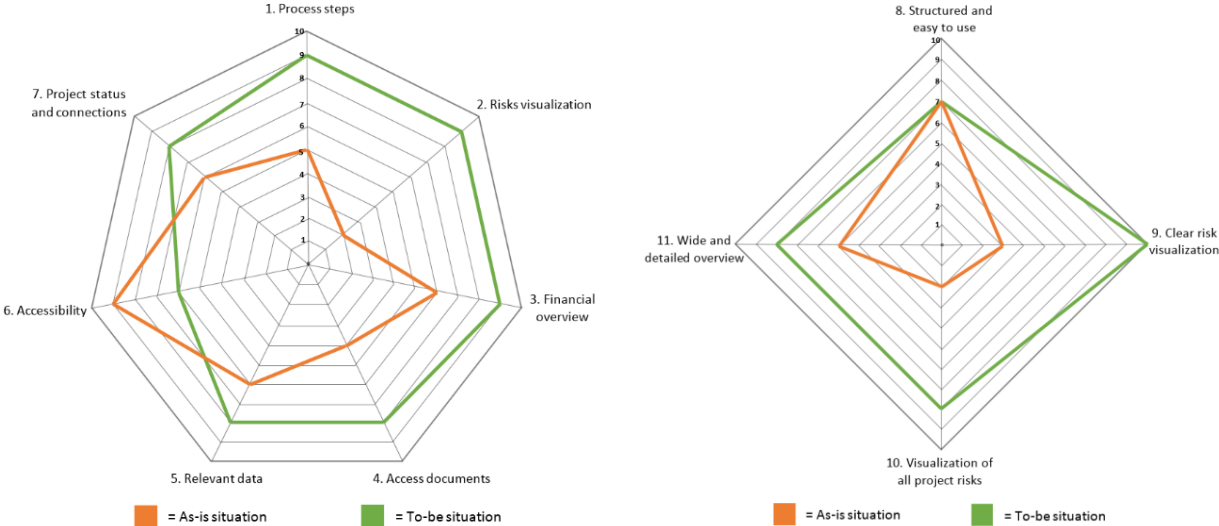 1. Process steps
10
9
8
7
6
5
4
3
2
1
2. Risks visualization
3. Financial
overview
4. Access documents
5. Relevant data
6. Accessibility
7. Project status
and connections
= As-is situation
= To-be situation
8. Structured and
easy to use
10
9
8
7
6
5
4
3
2
1
9. Clear risk
visualization
10. Visualization of
all project risks
11. Wide and
detailed overview
= As-is situation
= To-be situation